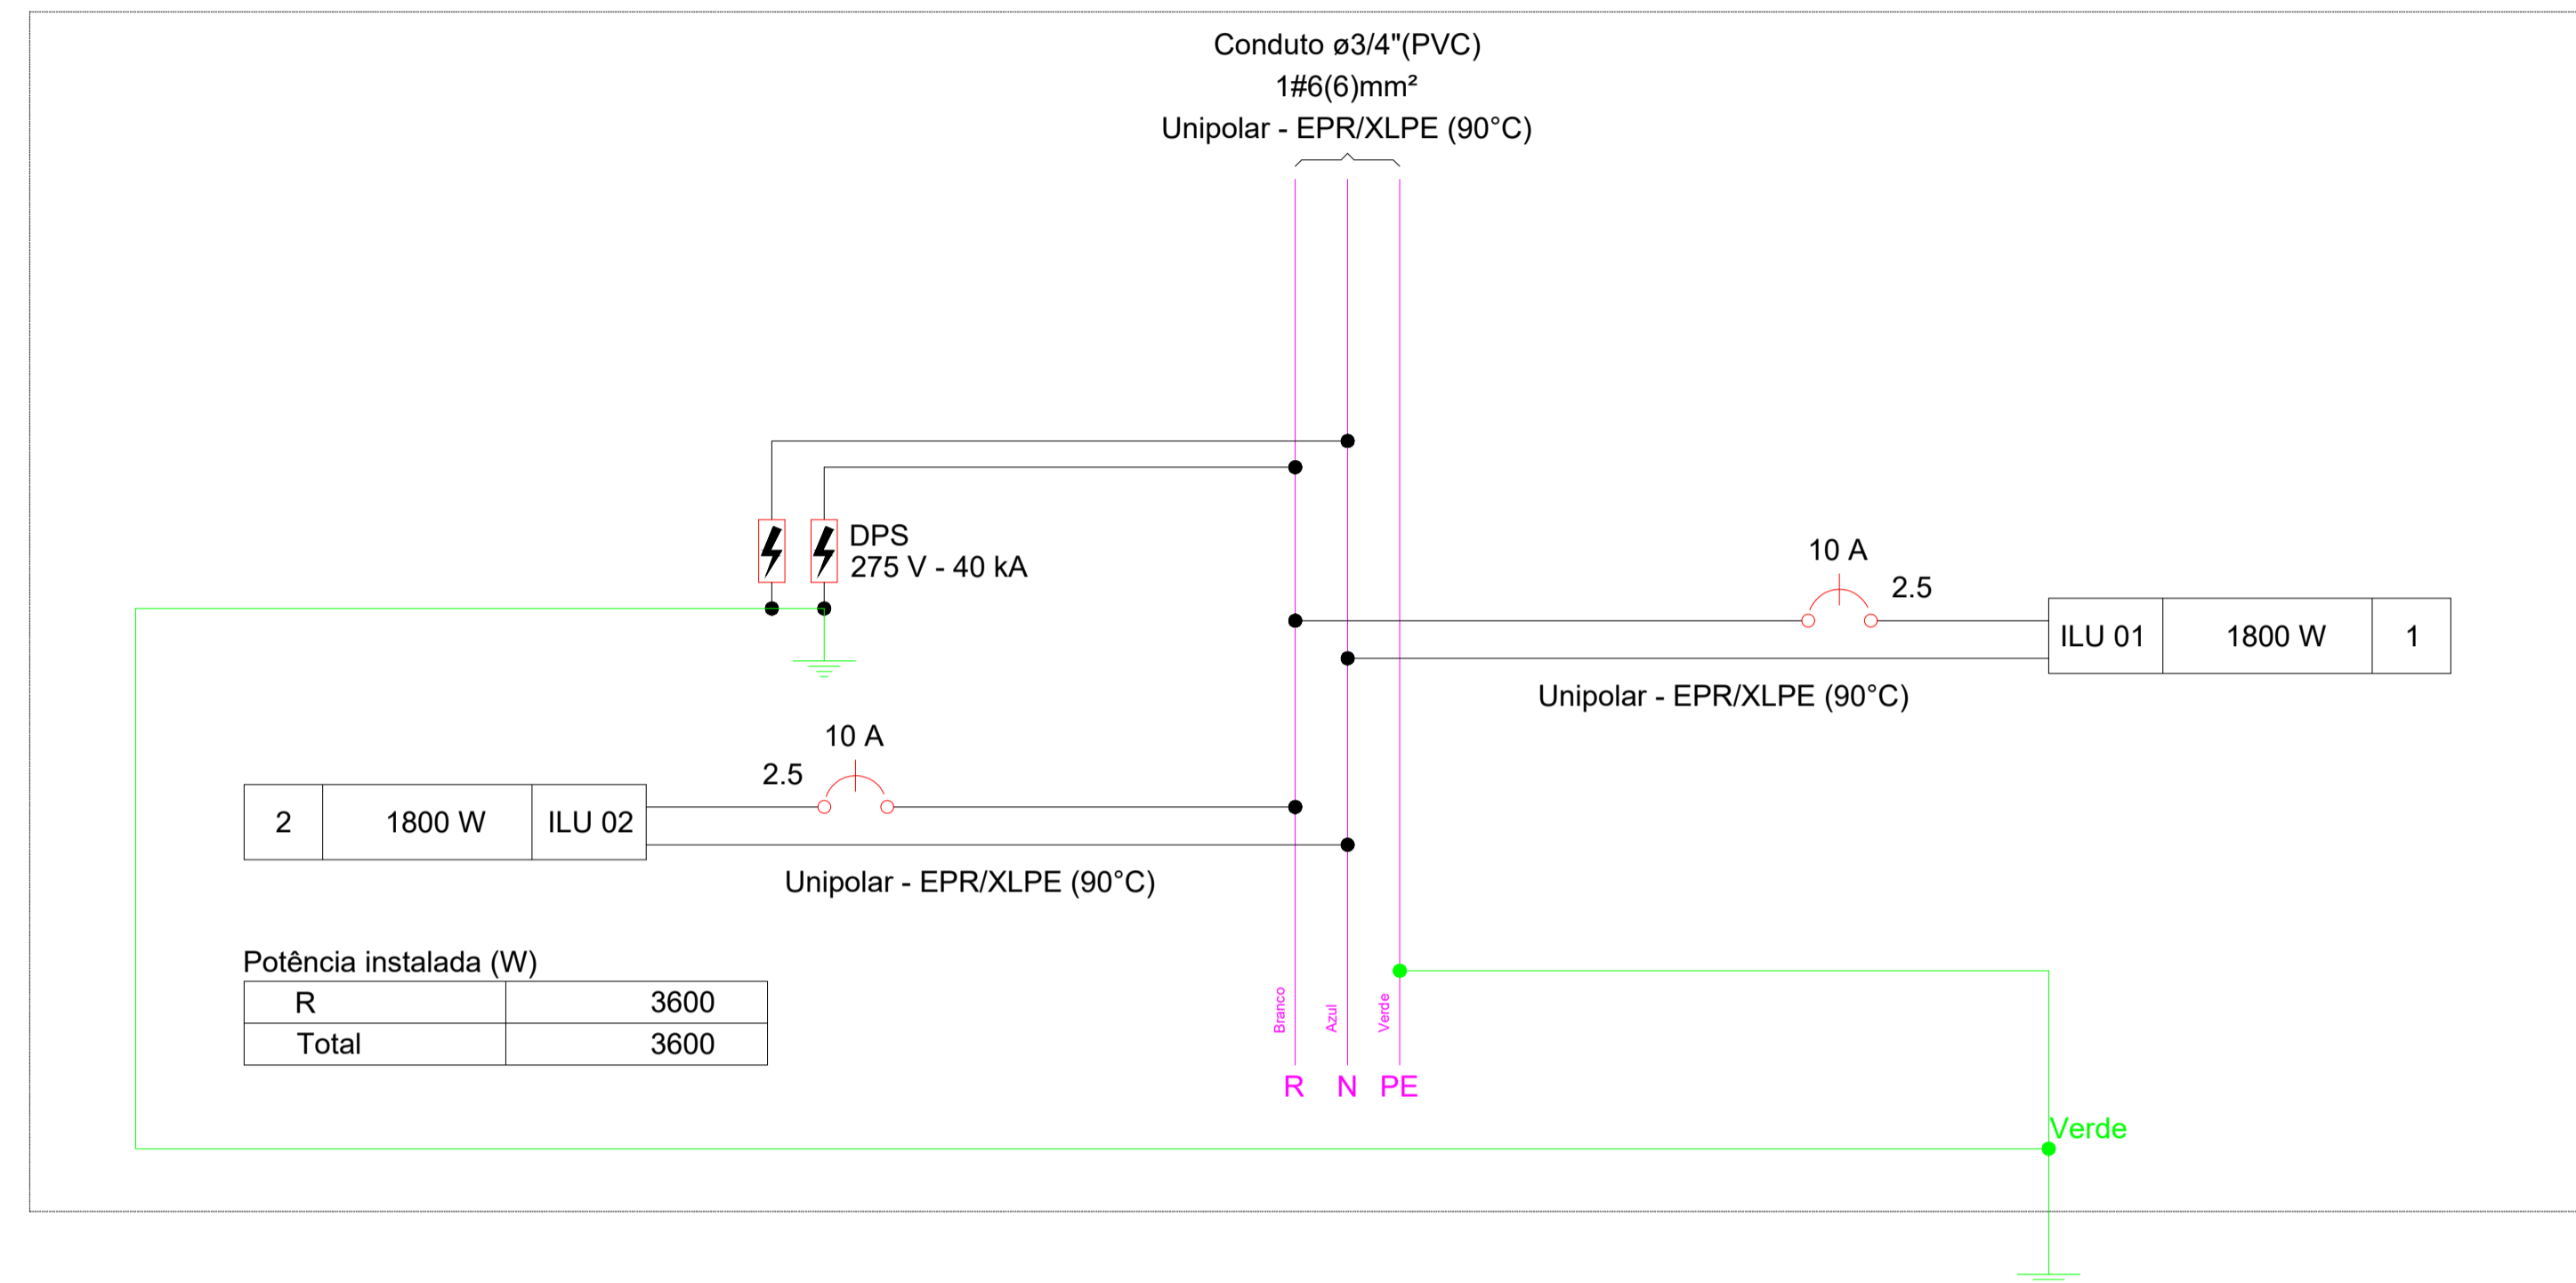 Conduto ø3/4"(PVC)
1#6(6)mm²
Unipolar - EPR/XLPE (90°C)
DPS
275 V - 40 kA
10 A
2.5
ILU 01 1800 W 1
Unipolar - EPR/XLPE (90°C)
10 A
2.5
2 1800 W ILU 02
Unipolar - EPR/XLPE (90°C)
Potência instalada (W)
R 3600
Total 3600
Branco
Azul
Verde
R N PE
Verde